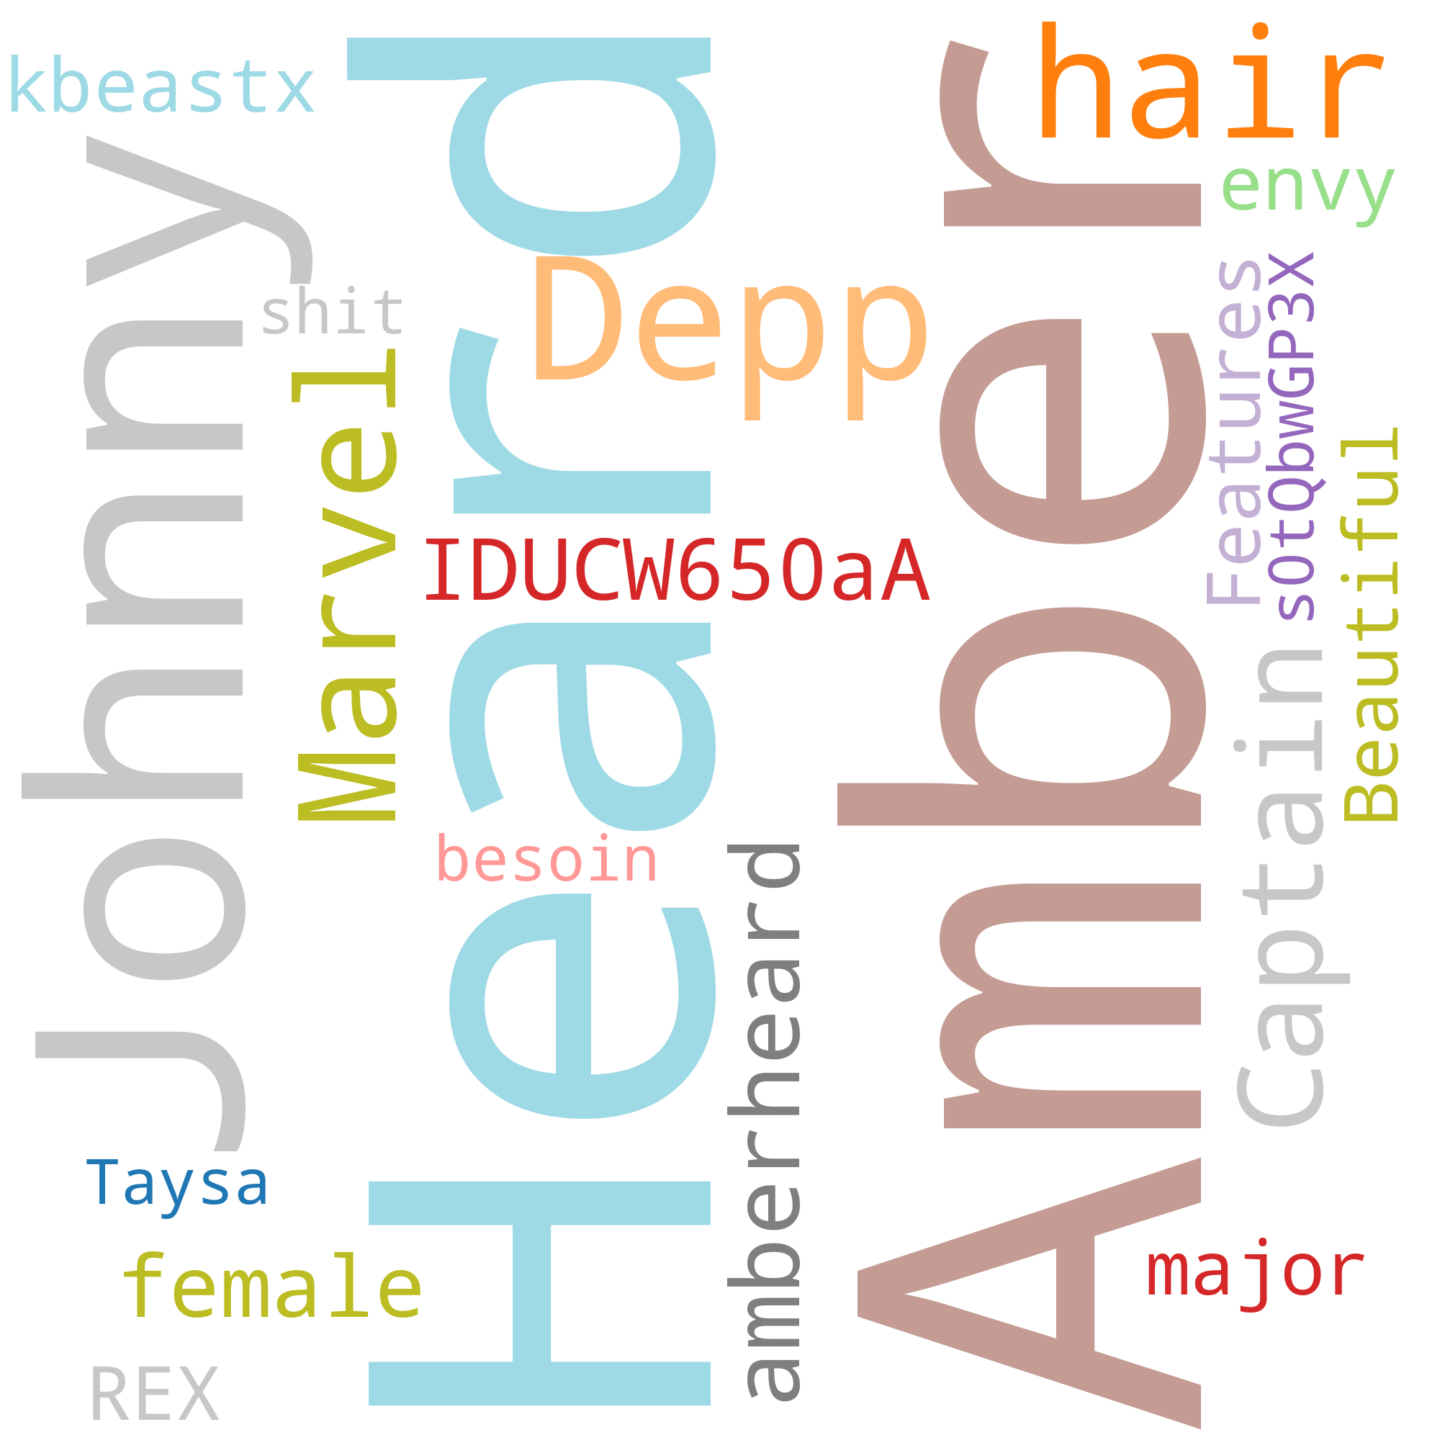 kbeastx
Johnny
shit
Marvel
Heard
Depp
IDUCW650aA
besoin
amberheard
Amber
hair
envy
Features
sOtQbwGP3X
Beautiful
Captain
Taysa
female
REX
major